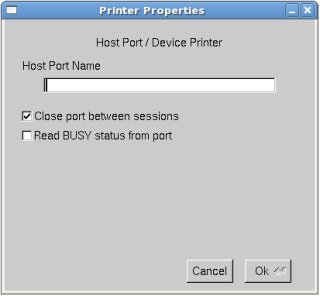 Printer Properties
Host Port / Device Printer
Host Port Name
Close port between sessions
Read BUSY status from port
Cancel
Ok